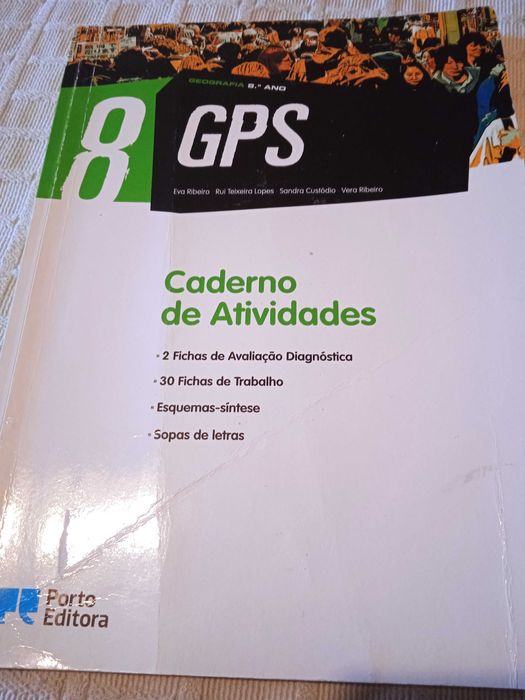 GEOGRAFIA 8.º ANO
8
GPS
Eva Ribeiro Rui Teixeira Lopes Sandra Custódio Vera Ribeiro
Caderno
de Atividades
• 2 Fichas de Avaliação Diagnóstica
• 30 Fichas de Trabalho
• Esquemas-síntese
• Sopas de letras
Porto
Editora